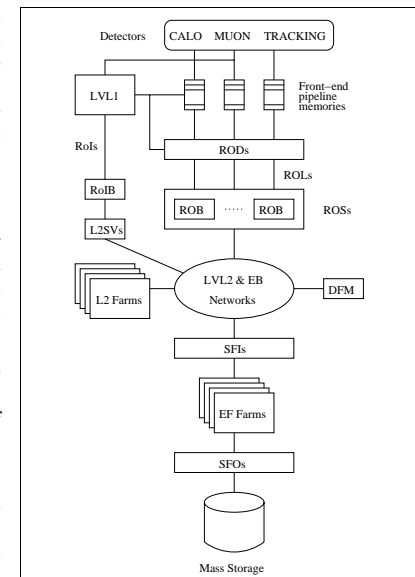 Detectors
CALO MUON TRACKING
LVL1
Front–end
pipeline
memories
RoIs
RODs
ROLs
RoIB
ROB ..... ROB
ROSs
L2SVs
LVL2 & EB
Networks
L2 Farms
DFM
SFIs
EF Farms
SFOs
Mass Storage